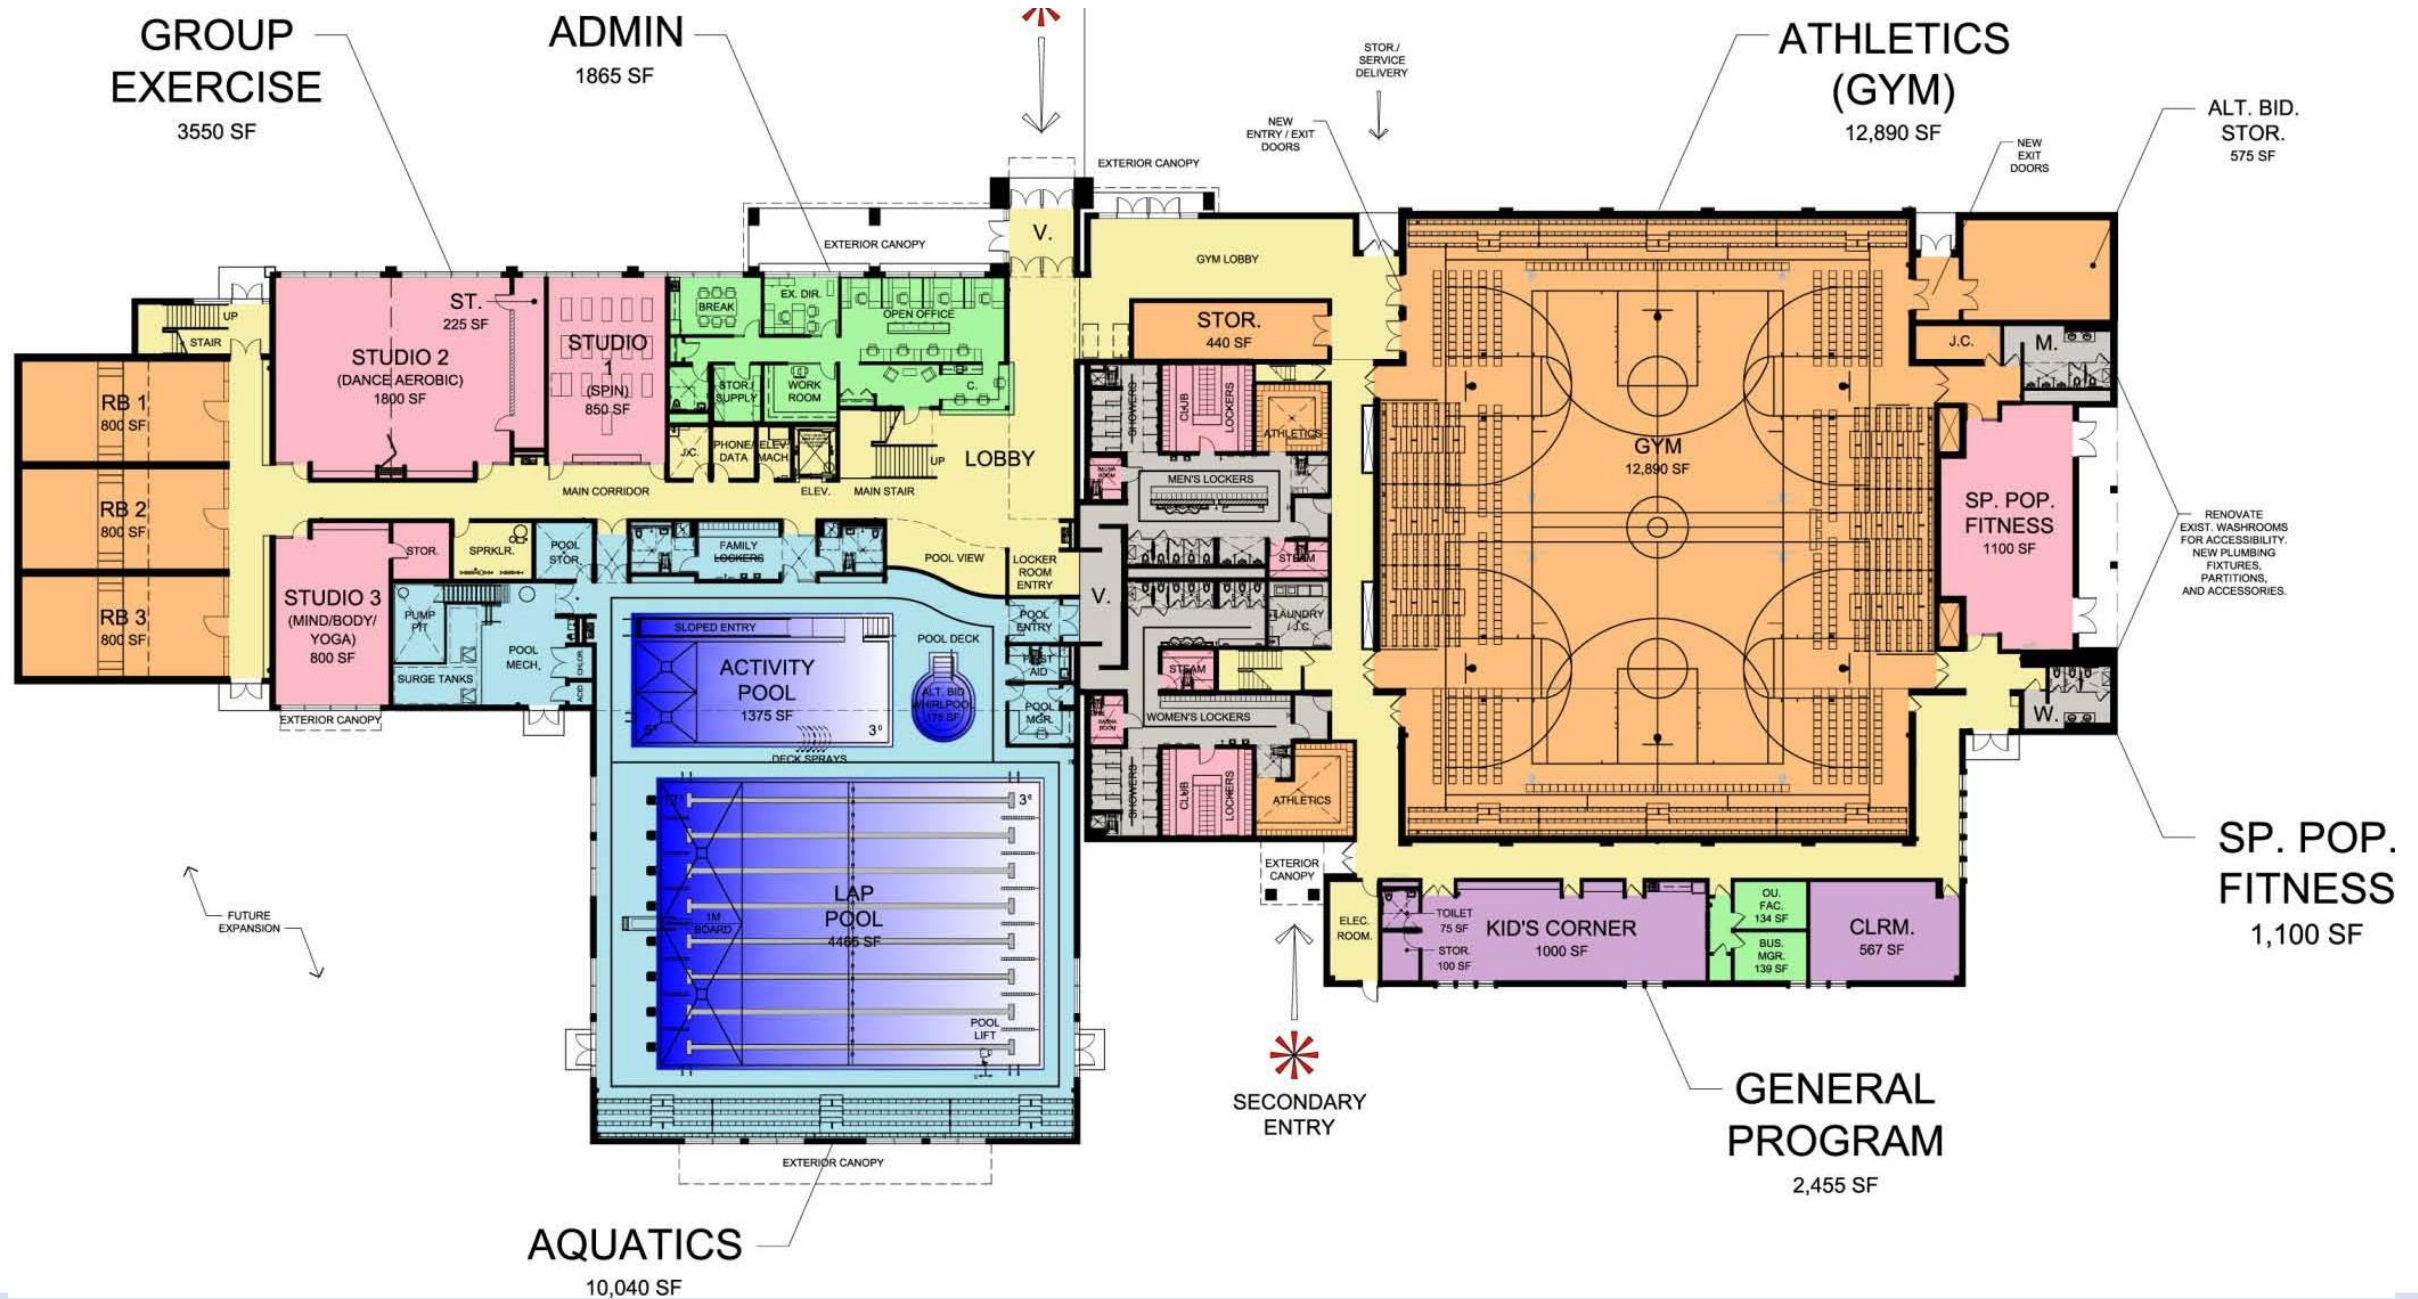 GROUP
EXERCISE
3550 SF
ADMIN
1865 SF
STOR./
SERVICE
DELIVERY
NEW
ENTRY / EXIT
DOORS
EXTERIOR CANOPY
ATHLETICS
(GYM)
12,890 SF
NEW
EXIT
DOORS
ALT. BID.
STOR.
575 SF
EXTERIOR CANOPY
V.
GYM LOBBY
UP
STAIR
ST.
225 SF
STUDIO 2
(DANCE AEROBIC)
1800 SF
STUDIO
1
(SPIN)
850 SF
BREAK
EX. DIR.
OPEN OFFICE
STOR./
SUPPLY
WORK
ROOM
C.
J.C.
PHONE/
DATA
ELEV.
MACH.
UP
LOBBY
STOR.
440 SF
RB 1
800 SF
RB 2
800 SF
RB 3
800 SF
MAIN CORRIDOR
ELEV.
MAIN STAIR
SHOWERS
CLUB
LOCKERS
ATHLETICS
MEN'S LOCKERS
STEAM
GYM
12,890 SF
J.C.
M.
SP. POP.
FITNESS
1100 SF
RENOVATE
EXIST. WASHROOMS
FOR ACCESSIBILITY.
NEW PLUMBING
FIXTURES,
PARTITIONS,
AND ACCESSORIES.
STUDIO 3
(MIND/BODY/
YOGA)
800 SF
STOR.
SPRKLR.
POOL
STOR.
FAMILY
LOCKERS
POOL VIEW
LOCKER
ROOM
ENTRY
V.
LAUNDRY
/ J.C.
PUMP
PIT
POOL
MECH.
SURGE TANKS
CHLOR.
ACID
EXTERIOR CANOPY
SLOPED ENTRY
ACTIVITY
POOL
1375 SF
3°
POOL DECK
ALT. BID
WHIRLPOOL
175 SF
DECK SPRAYS
POOL
ENTRY
FIRST
AID
POOL
MGR.
STEAM
WOMEN'S LOCKERS
SHOWERS
CLUB
LOCKERS
ATHLETICS
W.
3°
LAP
POOL
4465 SF
1M
BOARD
POOL
LIFT
FUTURE
EXPANSION
EXTERIOR
CANOPY
SECONDARY
ENTRY
ELEC.
ROOM.
TOILET
75 SF
STOR.
100 SF
KID'S CORNER
1000 SF
OU.
FAC.
134 SF
BUS.
MGR.
139 SF
CLRM.
567 SF
SP. POP.
FITNESS
1,100 SF
GENERAL
PROGRAM
2,455 SF
EXTERIOR CANOPY
AQUATICS
10,040 SF